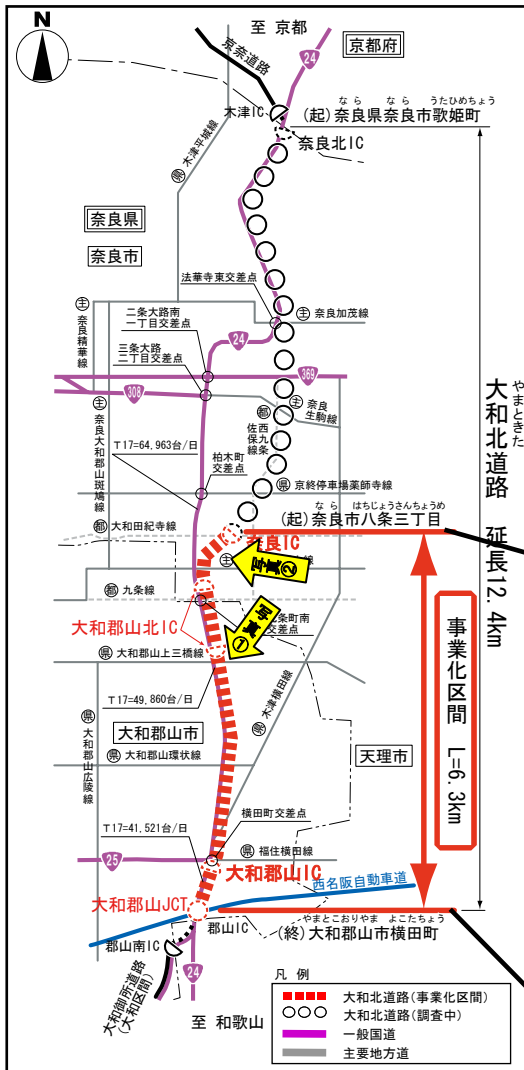 N
至 京都
京都府
24
京奈道路
木津IC
なら なら うたひめちょう
(起)奈良県奈良市歌姫町
奈良北IC
県 木津平城線
奈良県
奈良市
法華寺東交差点
主 奈良加茂線
主 奈良精華線
二条大路南
一丁目交差点
24
三条大路
二丁目交差点
369
308
主 奈良
生駒線
都 西九条
佐保線
主 奈良大和郡山斑鳩線
T17=64,963台/日
柏木町
交差点
県 京終停車場薬師寺線
やまときた
大和北道路 延長12.4km
なら はちじょうさんちょうめ
(起)奈良市八条三丁目
都 大和田紀寺線
奈良IC
主
線
写真②
都 九条線
条町南
交差点
写真①
大和郡山北IC
県 大和郡山上三橋線
T17=49,860台/日
県 木津横田線
事業化区間 L=6.3km
大和郡山市
天理市
県 大和郡山環状線
県 大和郡山広陵線
横田町交差点
T17=41,521台/日
県 福住横田線
25
大和郡山IC
西名阪自動車道
大和郡山JCT
やまとこおりやま よこたちょう
(終)大和郡山市横田町
郡山IC
郡山南IC
24
大和御所道路
(大和区間)
至 和歌山
凡 例
大和北道路(事業化区間)
大和北道路(調査中)
一般国道
主要地方道